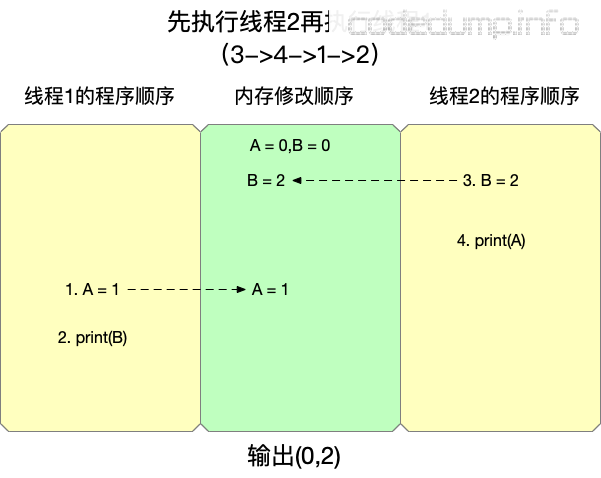 先执行线程2再执行线程1
（3->4->1->2）
线程1的程序顺序 内存修改顺序 线程2的程序顺序
A = 0,B = 0
B = 2 3. B = 2
4. print(A)
1. A = 1 A = 1
2. print(B)
输出(0,2)